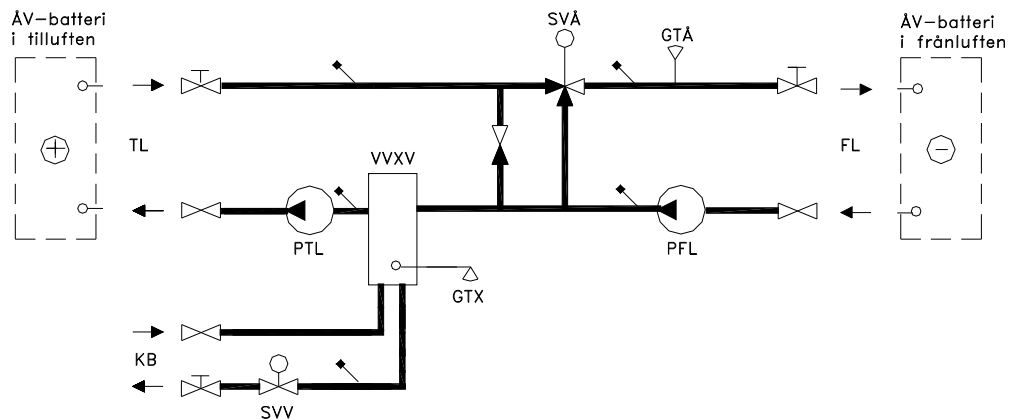 ÅV-batteri
i tilluften
SVÅ
GTÅ
ÅV-batteri
i frånluften
TL
VVXV
FL
PTL
PFL
GTX
KB
SVV